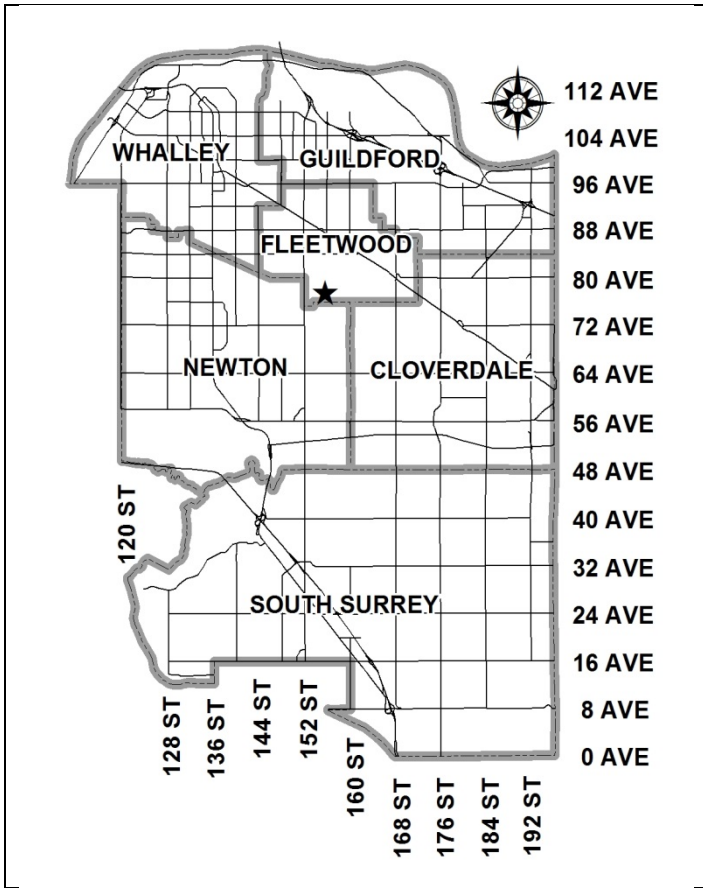 112 AVE
104 AVE
WHALLEY
GUILDFORD
96 AVE
88 AVE
FLEETWOOD
80 AVE
72 AVE
NEWTON
CLOVERDALE
64 AVE
56 AVE
48 AVE
120 ST
40 AVE
32 AVE
SOUTH SURREY
24 AVE
16 AVE
128 ST
136 ST
144 ST
152 ST
8 AVE
160 ST
0 AVE
168 ST
176 ST
184 ST
192 ST